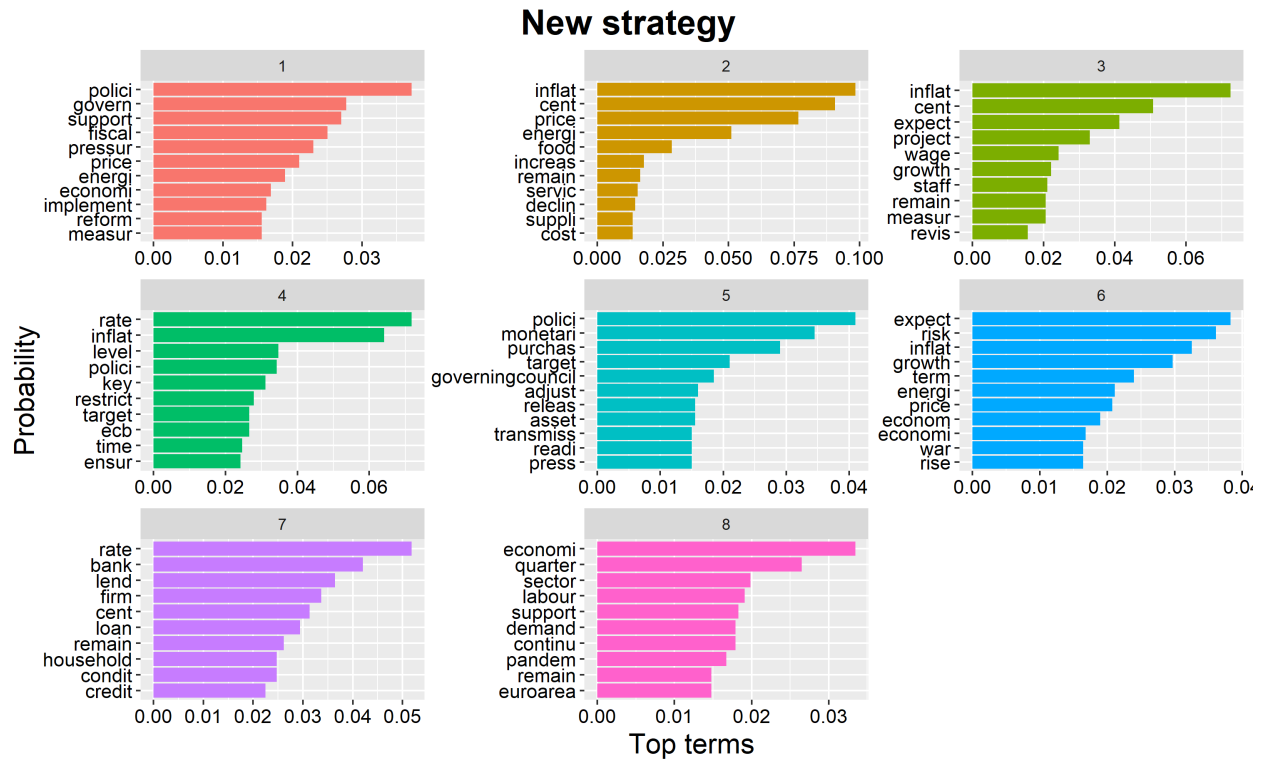 New strategy
Probability
1
polici
govern
support
fiscal
pressur
price
energi
economi
implement
reform
measur
0.00 0.01 0.02 0.03
2
inflat
cent
price
energi
food
increas
remain
servic
declin
suppli
cost
0.000 0.025 0.050 0.075 0.100
3
inflat
cent
expect
project
wage
growth
staff
remain
measur
revis
0.00 0.02 0.04 0.06
4
rate
inflat
level
polici
key
restrict
target
ecb
time
ensur
0.00 0.02 0.04 0.06
5
polici
monetari
purchas
target
governingcouncil
adjust
releas
asset
transmiss
readi
press
0.00 0.01 0.02 0.03 0.04
6
expect
risk
inflat
growth
term
energi
price
econom
economi
war
rise
0.00 0.01 0.02 0.03 0.04
7
rate
bank
lend
firm
cent
loan
remain
household
condit
credit
0.00 0.01 0.02 0.03 0.04 0.05
8
economi
quarter
sector
labour
support
demand
continu
pandem
remain
euroarea
0.00 0.01 0.02 0.03
Top terms